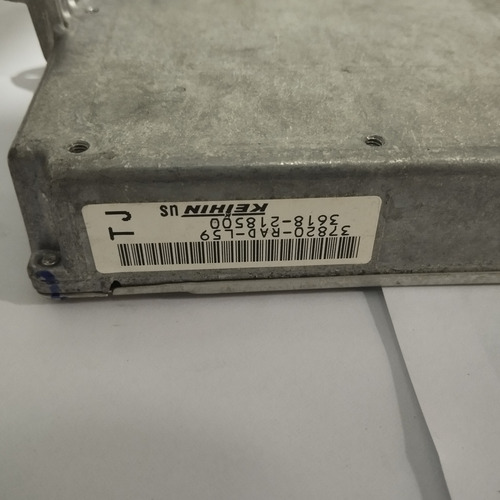 37820-RAD-L59
3618-218500
KEIHIN US
TJ